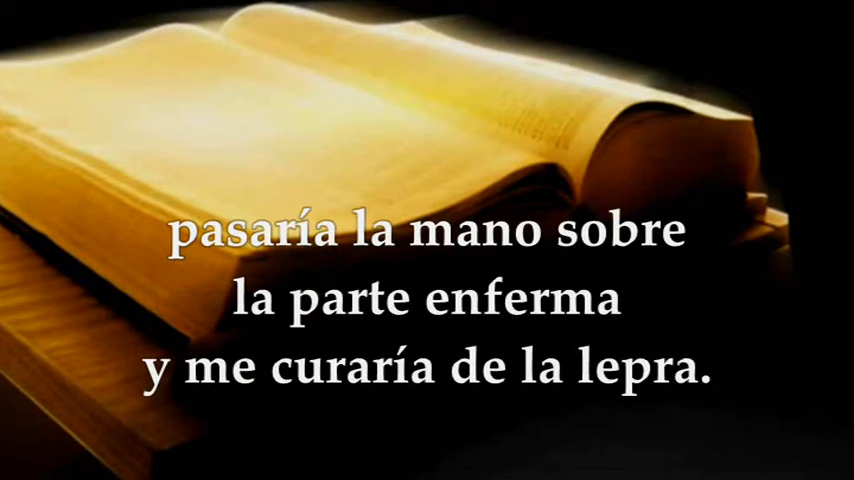 pasaría la mano sobre
la parte enferma
y me curaría de la lepra.